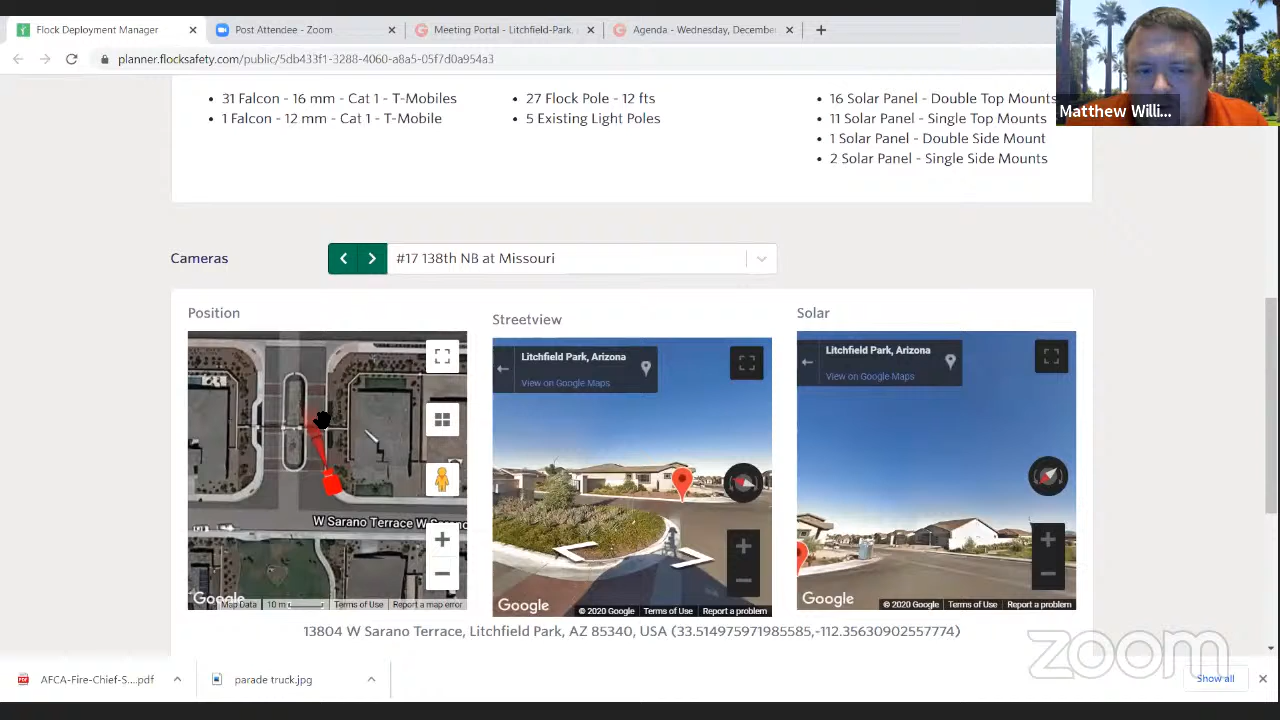 Flock Deployment Manager
Post Attendee - Zoom
Meeting Portal - Litchfield-Park.
Agenda - Wednesday, December
planner.flocksafety.com/public/5db433f1-3288-4060-a8a5-05f7d0a954a3
Matthew Willi...
31 Falcon - 16 mm - Cat 1 - T-Mobiles
1 Falcon - 12 mm - Cat 1 - T-Mobile
27 Flock Pole - 12 fts
5 Existing Light Poles
16 Solar Panel - Double Top Mounts
11 Solar Panel - Single Top Mounts
1 Solar Panel - Double Side Mount
2 Solar Panel - Single Side Mounts
Cameras
#17 138th NB at Missouri
Position
Streetview
Solar
W Sarano Terrace W Sarano
Google
Map Data
10 m
Terms of Use
Report a map error
Litchfield Park, Arizona
View on Google Maps
Google
© 2020 Google
Terms of Use
Report a problem
Litchfield Park, Arizona
View on Google Maps
Google
© 2020 Google
Terms of Use
Report a problem
13804 W Sarano Terrace, Litchfield Park, AZ 85340, USA (33.514975971985585,-112.35630902557774)
zoom
AFCA-Fire-Chief-S....pdf
parade truck.jpg
Show all